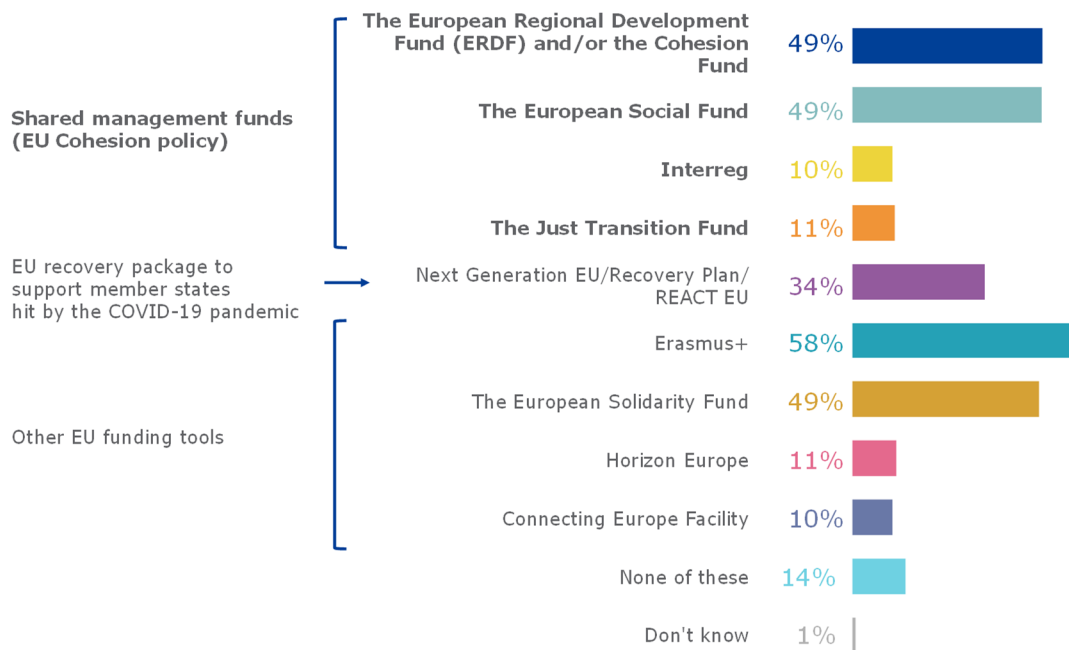 The European Regional Development
Fund (ERDF) and/or the Cohesion
Fund
49%
Shared management funds
(EU Cohesion policy)
The European Social Fund
49%
Interreg
10%
The Just Transition Fund
11%
EU recovery package to
support member states
hit by the COVID-19 pandemic
Next Generation EU/Recovery Plan/
REACT EU
34%
Erasmus+
58%
The European Solidarity Fund
49%
Other EU funding tools
Horizon Europe
11%
Connecting Europe Facility
10%
None of these
14%
Don't know
1%